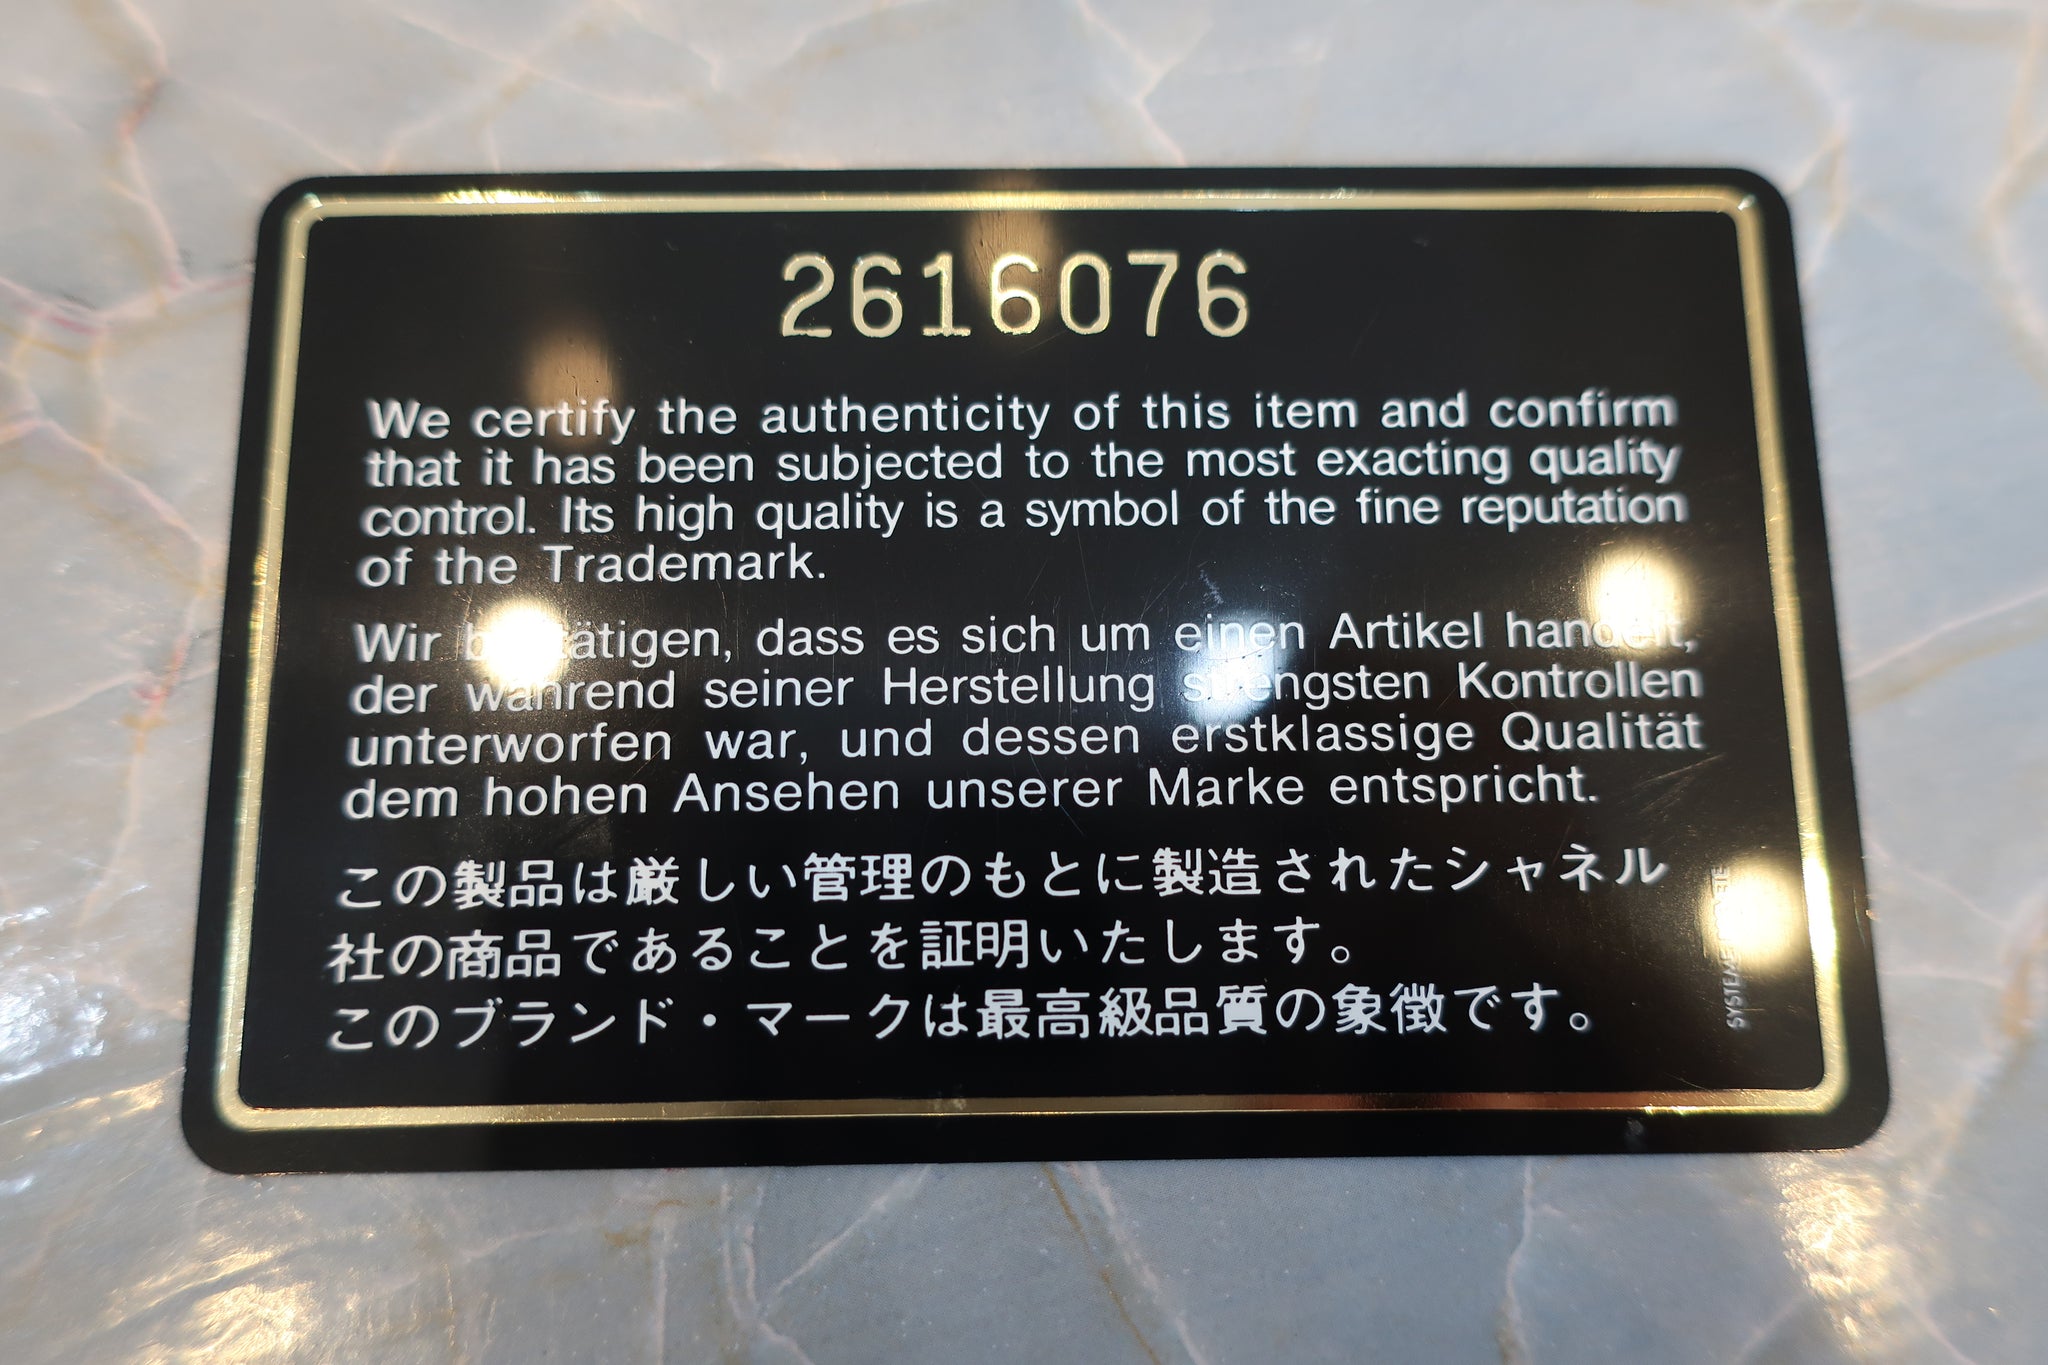 2616076
We certify the authenticity of this item and confirm
that it has been subjected to the most exacting quality
control. Its high quality is a symbol of the fine reputation
of the Trademark.
Wir bestätigen, dass es sich um einen Artikel handelt,
der während seiner Herstellung strengsten Kontrollen
unterworfen war, und dessen erstklassige Qualität
dem hohen Ansehen unserer Marke entspricht.
この製品は厳しい管理のもとに製造されたシャネル
社の商品であることを証明いたします。
このブランド・マークは最高級品質の象徴です。